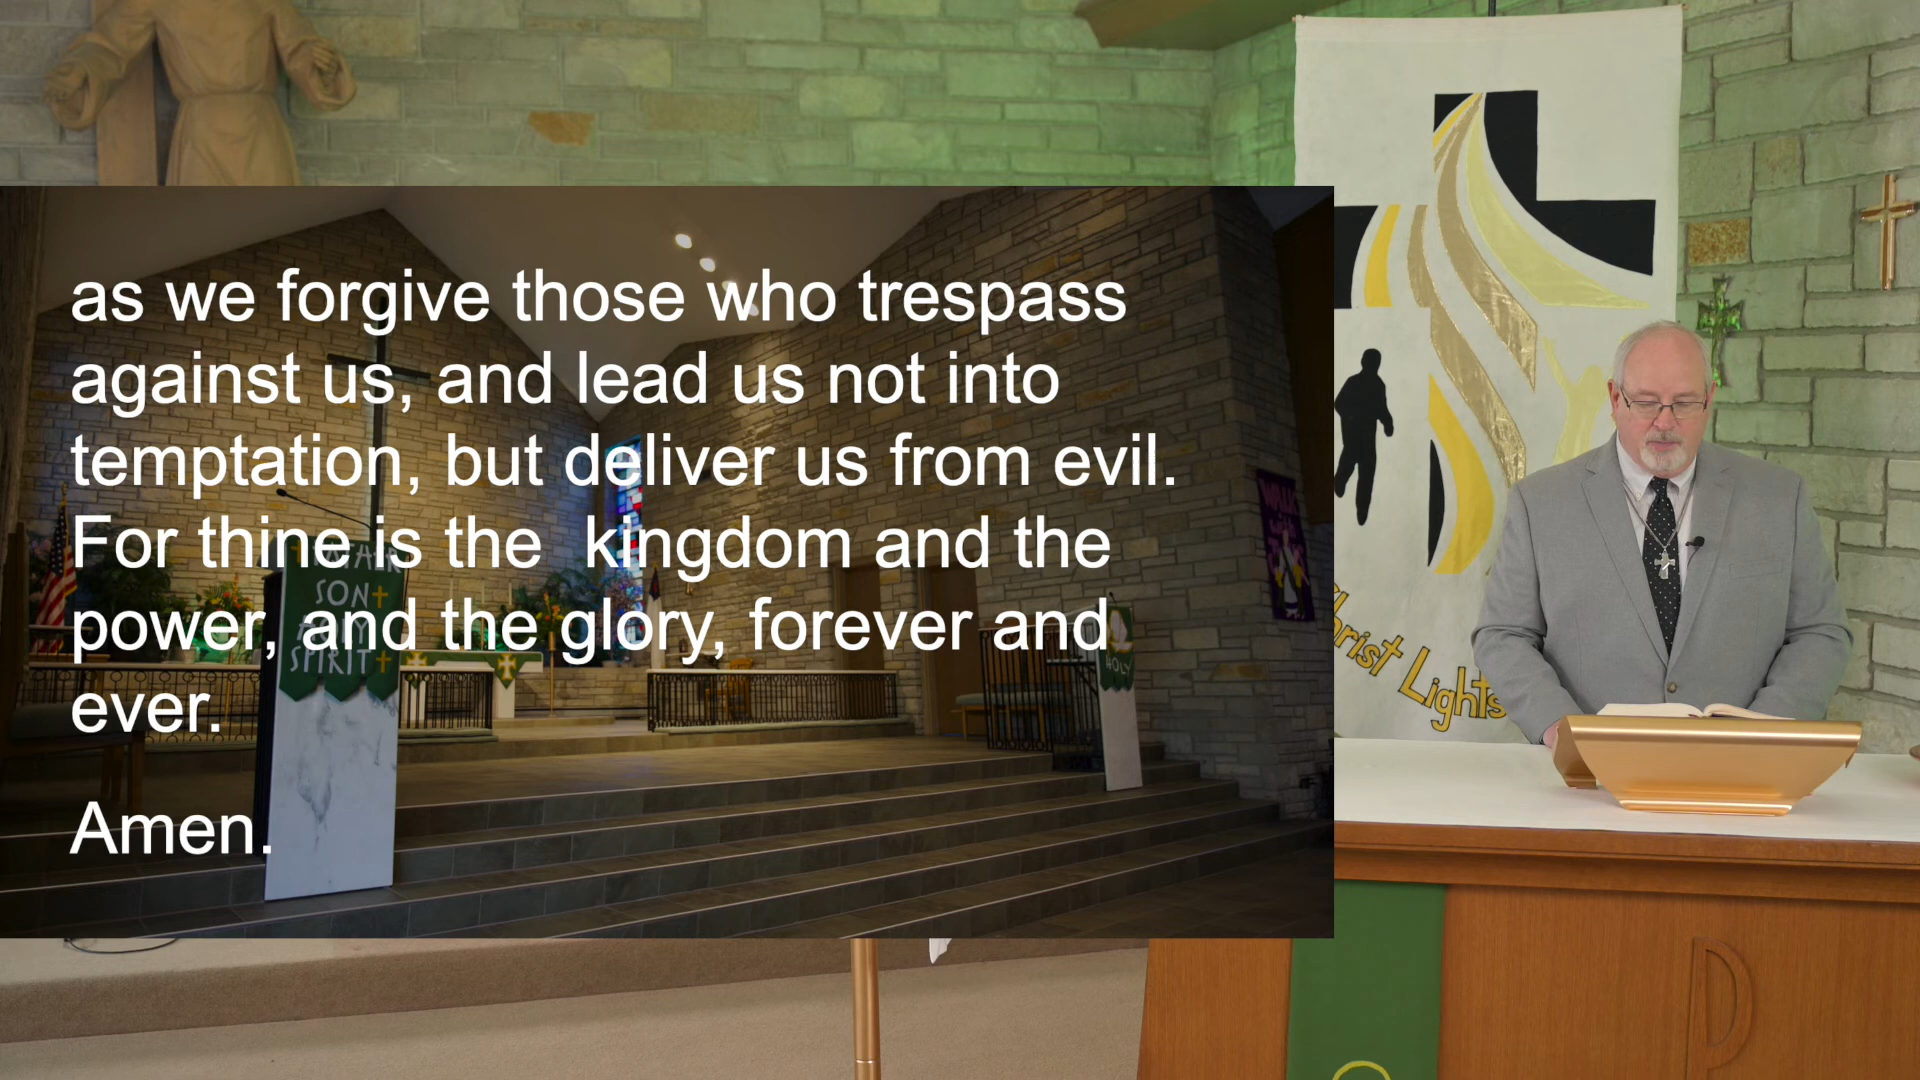 as we forgive those who trespass
against us, and lead us not into
temptation, but deliver us from evil.
For thine is the  kingdom and the
power, and the glory, forever and
ever.
Amen.
SON
SPIRIT
HOLY
WALK
Christ Lights